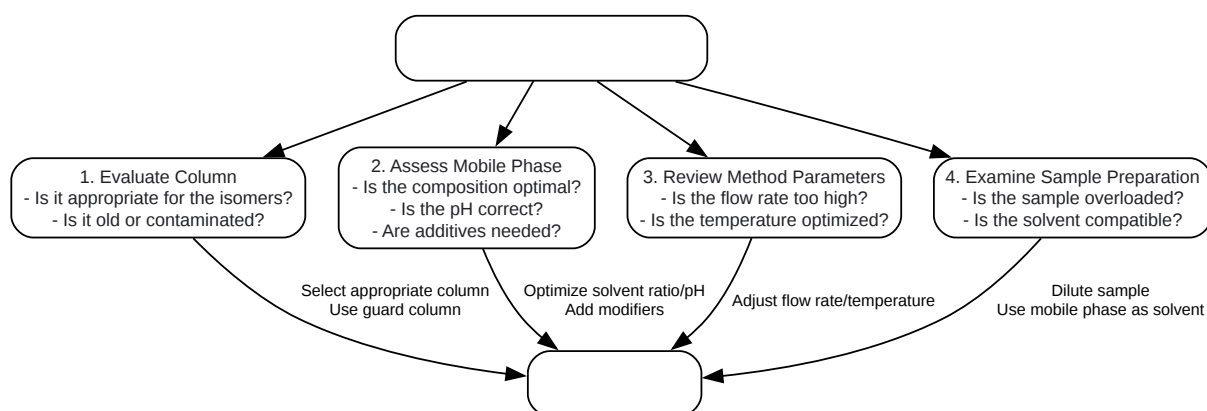 1. Evaluate Column
- Is it appropriate for the isomers?
- Is it old or contaminated?
2. Assess Mobile Phase
- Is the composition optimal?
- Is the pH correct?
- Are additives needed?
3. Review Method Parameters
- Is the flow rate too high?
- Is the temperature optimized?
4. Examine Sample Preparation
- Is the sample overloaded?
- Is the solvent compatible?
Select appropriate column
Use guard column
Optimize solvent ratio/pH
Add modifiers
Adjust flow rate/temperature
Dilute sample
Use mobile phase as solvent